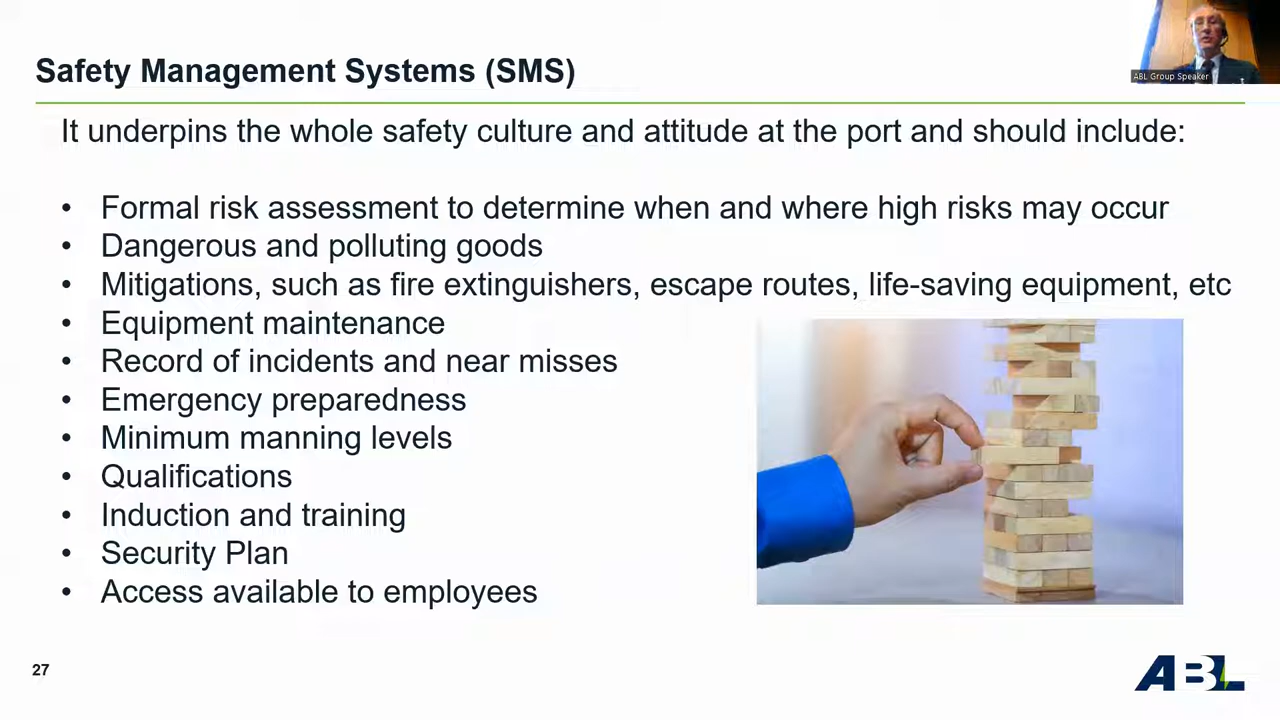 Safety Management Systems (SMS)
ABL Group Speaker
It underpins the whole safety culture and attitude at the port and should include:
• Formal risk assessment to determine when and where high risks may occur
• Dangerous and polluting goods
• Mitigations, such as fire extinguishers, escape routes, life-saving equipment, etc
• Equipment maintenance
• Record of incidents and near misses
• Emergency preparedness
• Minimum manning levels
• Qualifications
• Induction and training
• Security Plan
• Access available to employees
27
ABL